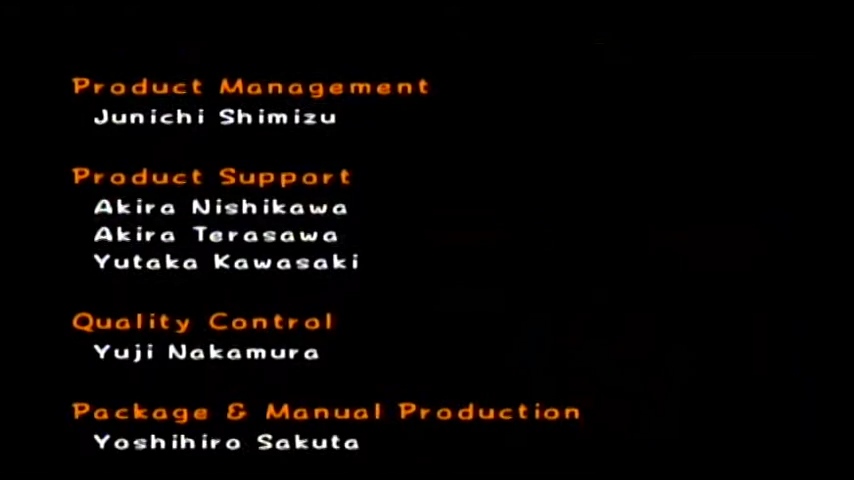 Product Management
Junichi Shimizu
Product Support
Akira Nishikawa
Akira Terasawa
Yutaka Kawasaki
Quality Control
Yuji Nakamura
Package & Manual Production
Yoshihiro Sakuta